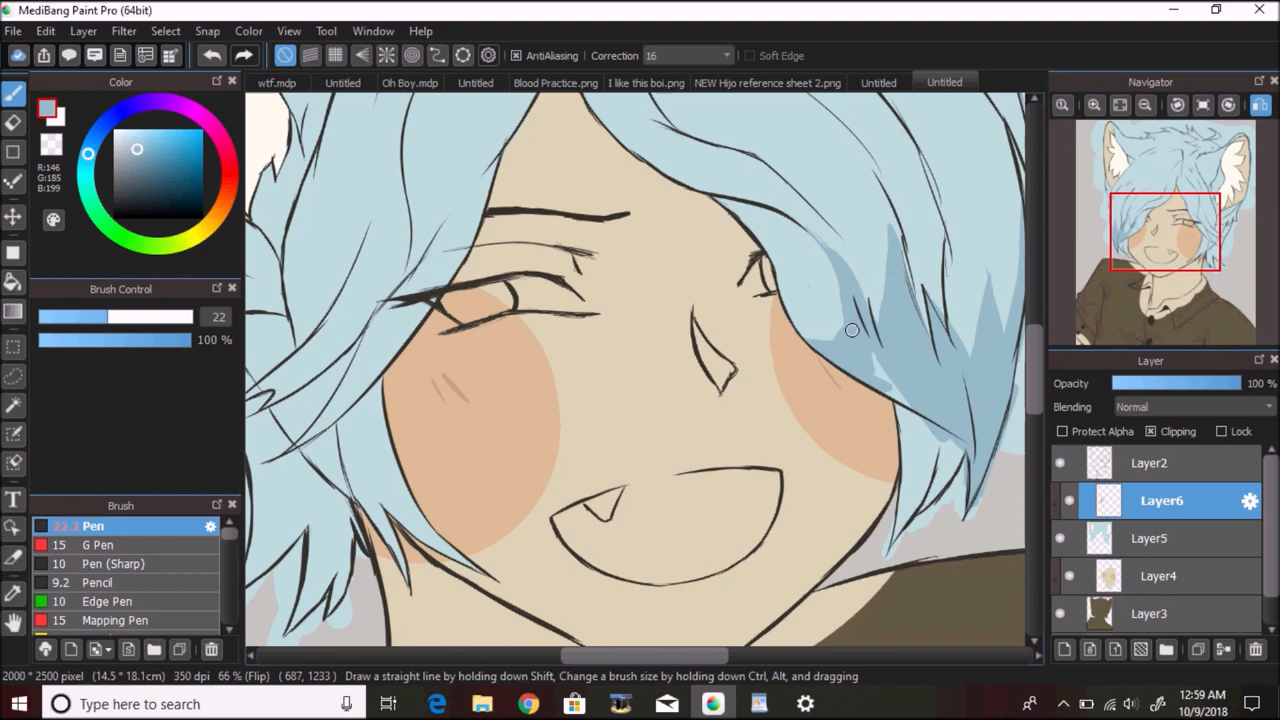 MediBang Paint Pro (64bit)
File Edit Layer Filter Select Snap Color View Tool Window Help
AntiAliasing Correction 16 Soft Edge
Color
wtf.mdp Untitled Oh Boy.mdp Untitled Blood Practice.png I like this boi.png NEW Hijo reference sheet 2.png Untitled Untitled
Navigator
R:146
G:185
B:199
Brush Control
22
100 %
Brush
22.2 Pen
15 G Pen
10 Pen (Sharp)
9.2 Pencil
10 Edge Pen
15 Mapping Pen
Layer
Opacity 100 %
Blending Normal
Protect Alpha Clipping Lock
Layer2
Layer6
Layer5
Layer4
Layer3
2000 * 2500 pixel (14.5 * 18.1cm) 350 dpi 66 % (Flip) ( 687, 1233 ) Draw a straight line by holding down Shift, Change a brush size by holding down Ctrl, Alt, and dragging
Type here to search
12:59 AM
10/9/2018